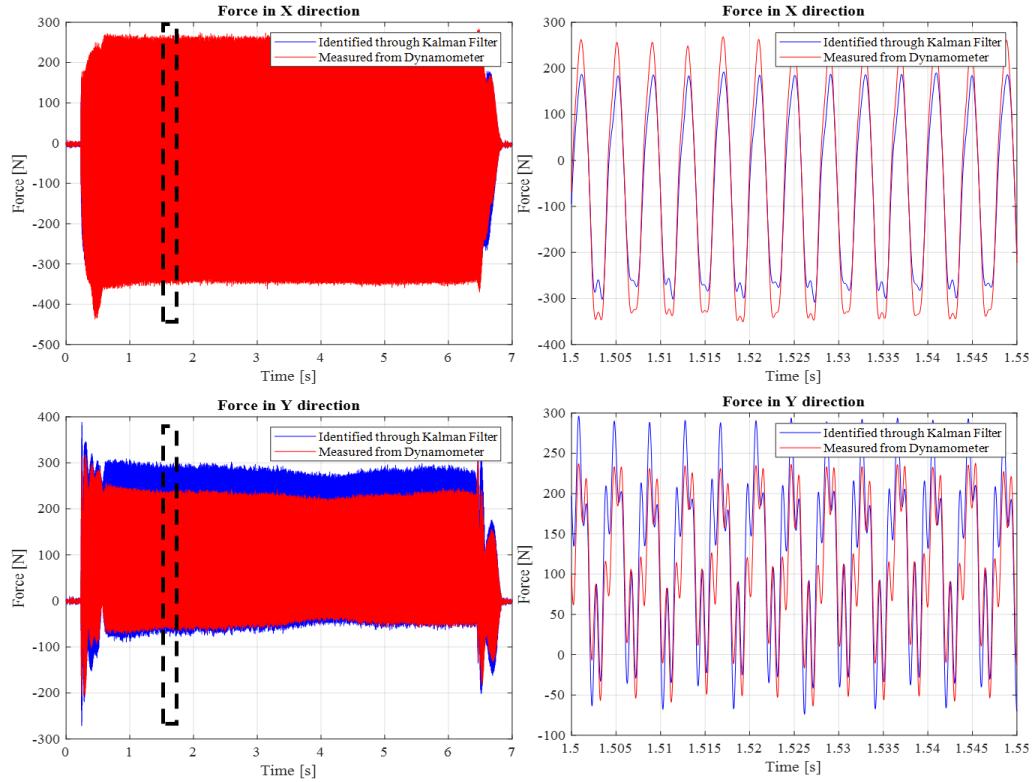 Force in X direction
300
200
100
0
-100
-200
-300
-400
-500
Force [N]
Identified through Kalman Filter
Measured from Dynamometer
0 1 2 3 4 5 6 7
Time [s]
Force in X direction
300
200
100
0
-100
-200
-300
-400
Force [N]
Identified through Kalman Filter
Measured from Dynamometer
1.5 1.505 1.51 1.515 1.52 1.525 1.53 1.535 1.54 1.545 1.55
Time [s]
Force in Y direction
400
300
200
100
0
-100
-200
300
Force [N]
Identified through Kalman Filter
Measured from Dynamometer
0 1 2 3 4 5 6 7
Time [s]
Force in Y direction
300
250
200
150
100
50
0
-50
-100
Force [N]
Identified through Kalman Filter
Measured from Dynamometer
1.5 1.505 1.51 1.515 1.52 1.525 1.53 1.535 1.54 1.545 1.55
Time [s]